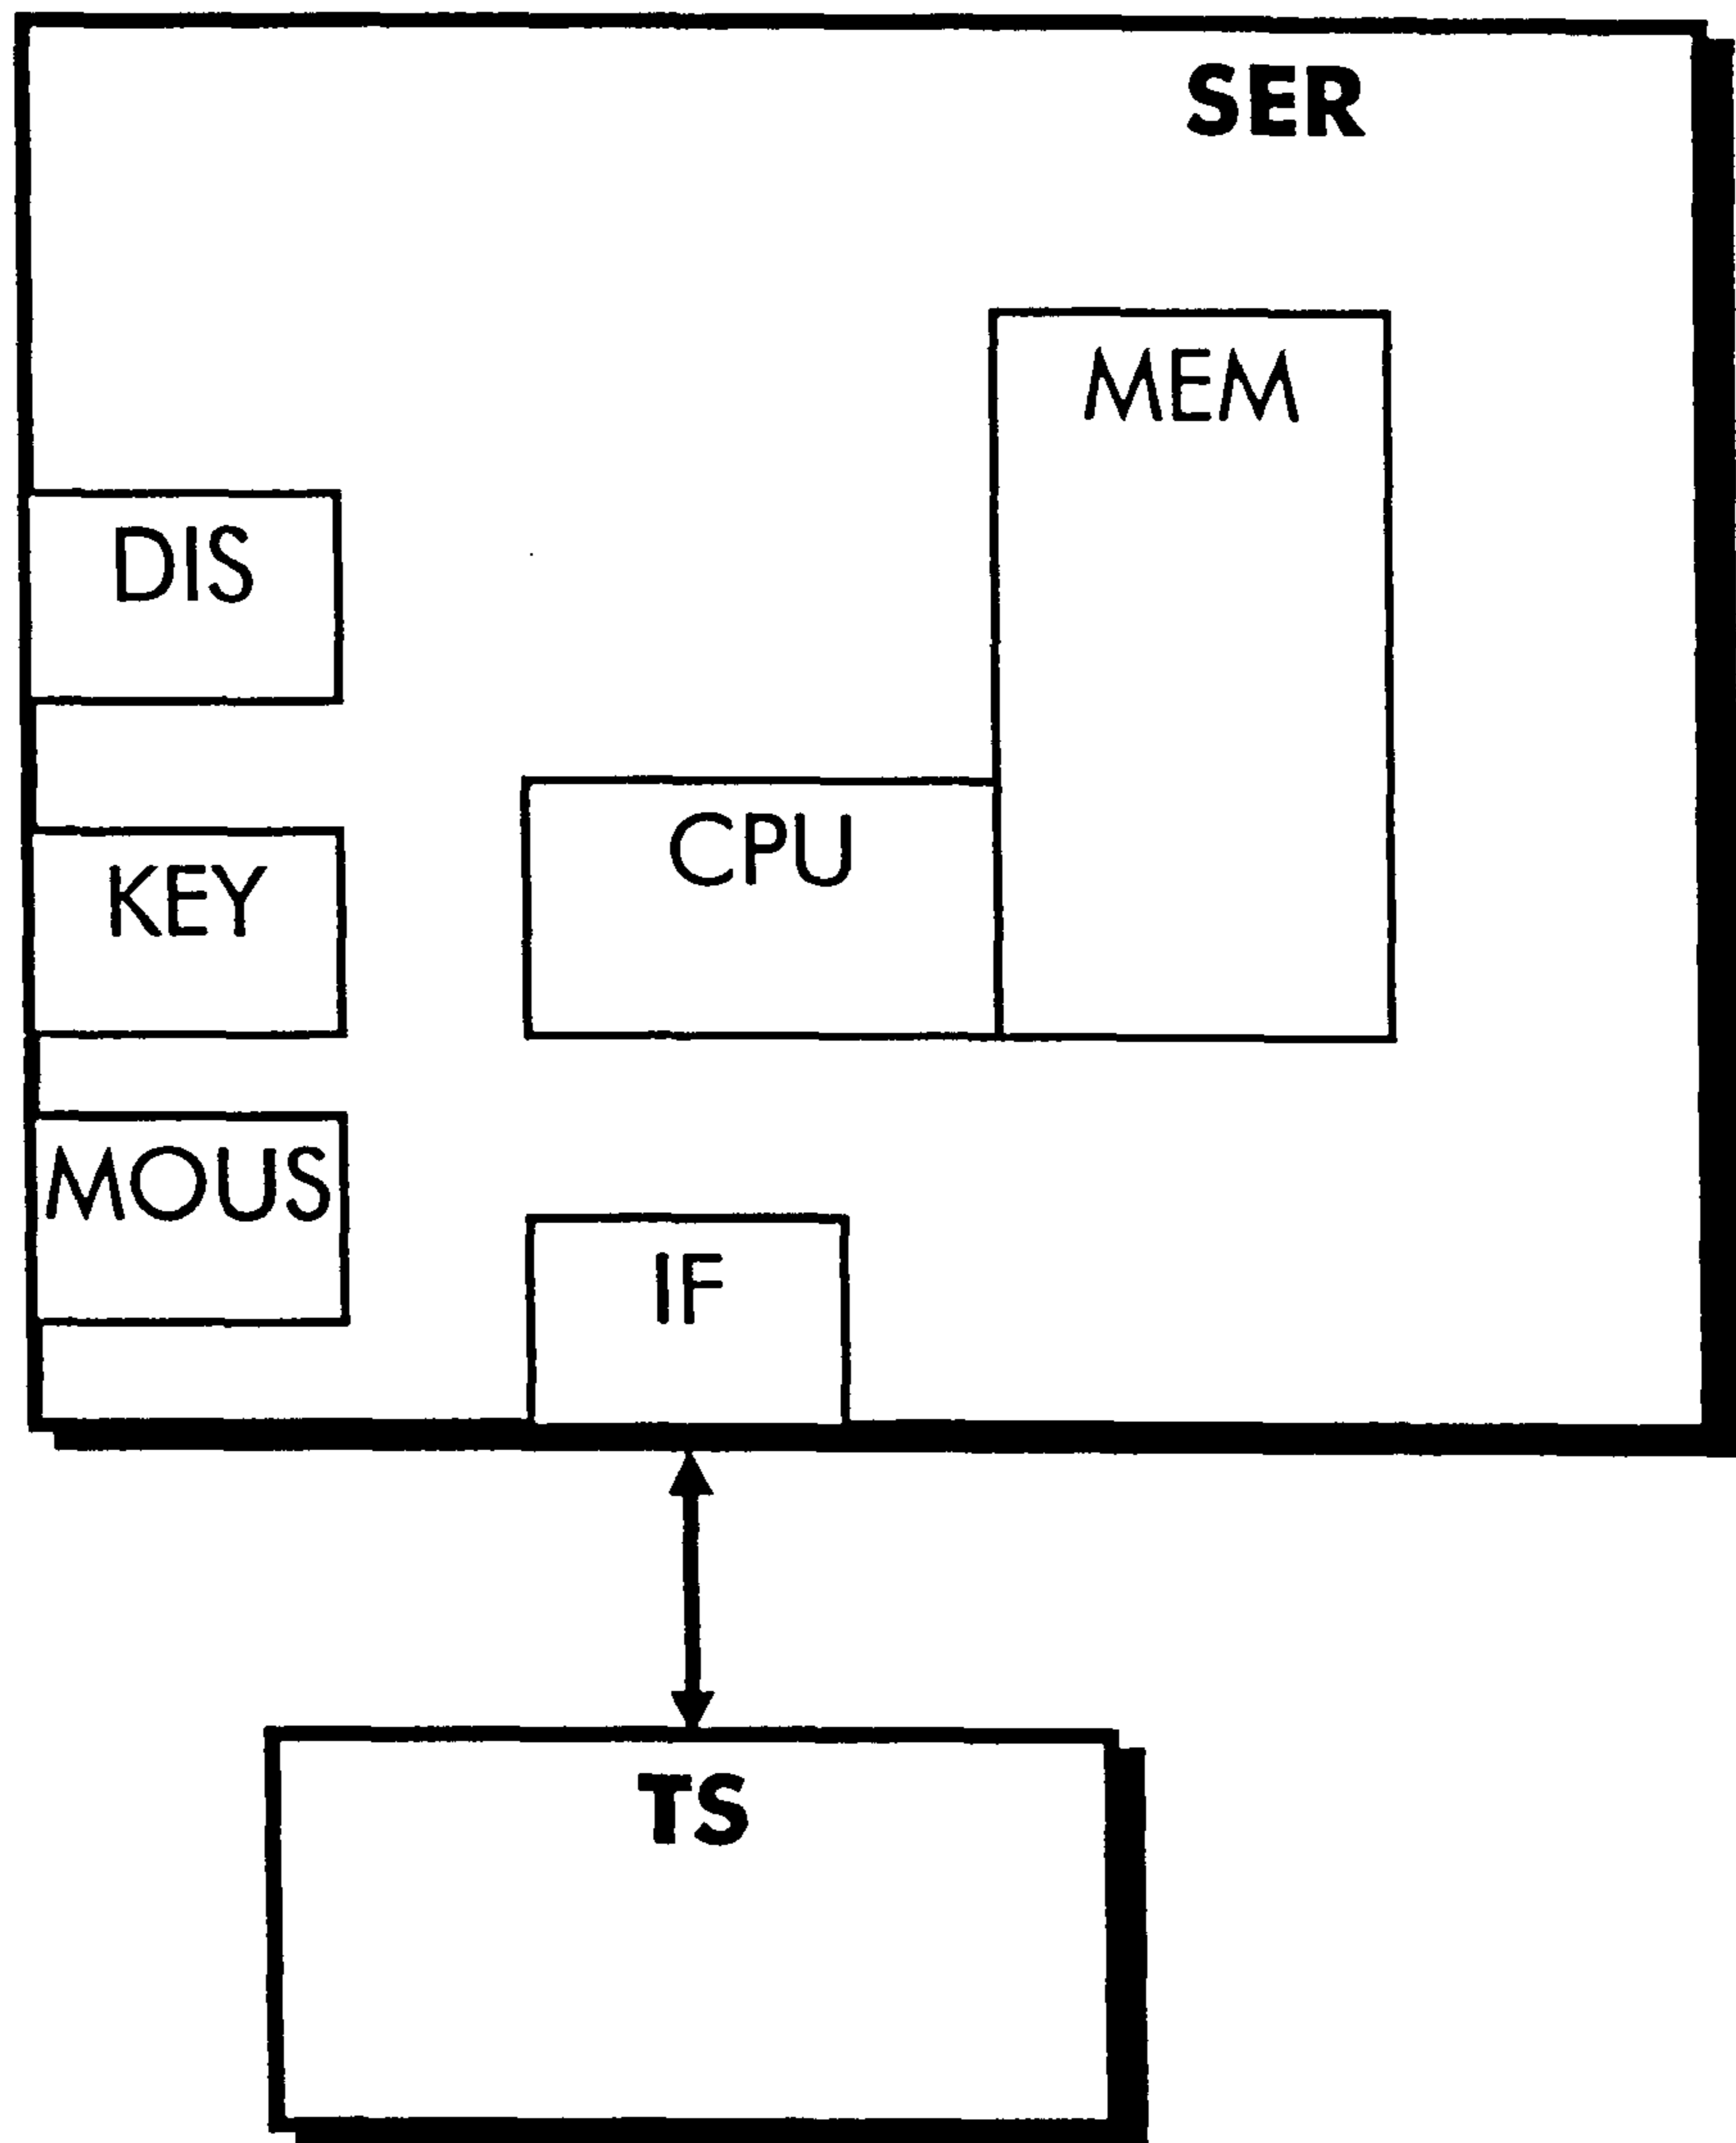 SER
MEM
DIS
CPU
KEY
MOUS
IF
TS